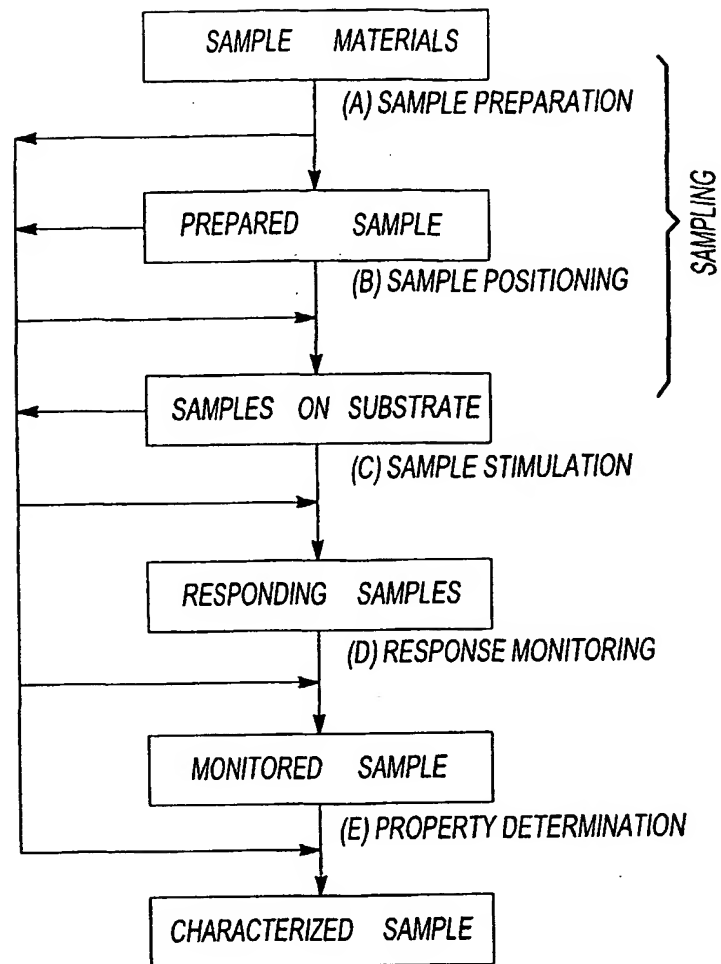 SAMPLE MATERIALS
(A) SAMPLE PREPARATION
PREPARED SAMPLE
(B) SAMPLE POSITIONING
SAMPLING
SAMPLES ON SUBSTRATE
(C) SAMPLE STIMULATION
RESPONDING SAMPLES
(D) RESPONSE MONITORING
MONITORED SAMPLE
(E) PROPERTY DETERMINATION
CHARACTERIZED SAMPLE